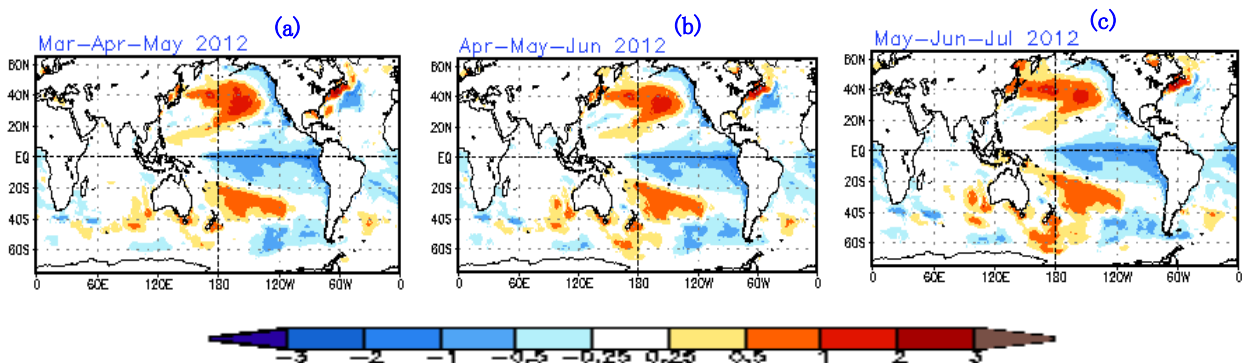 (a)
Mar-Apr-May 2012
60N
40N
20N
EQ
20S
40S
60S
0 60E 120E 180 120W 60W 0
(b)
Apr-May-Jun 2012
60N
40N
20N
EQ
20S
40S
60S
0 60E 120E 180 120W 60W 0
(c)
May-Jun-Jul 2012
60N
40N
20N
EQ
20S
40S
60S
0 60E 120E 180 120W 60W 0
-3 -2 -1 -0.5 -0.25 0.25 0.5 1 2 3